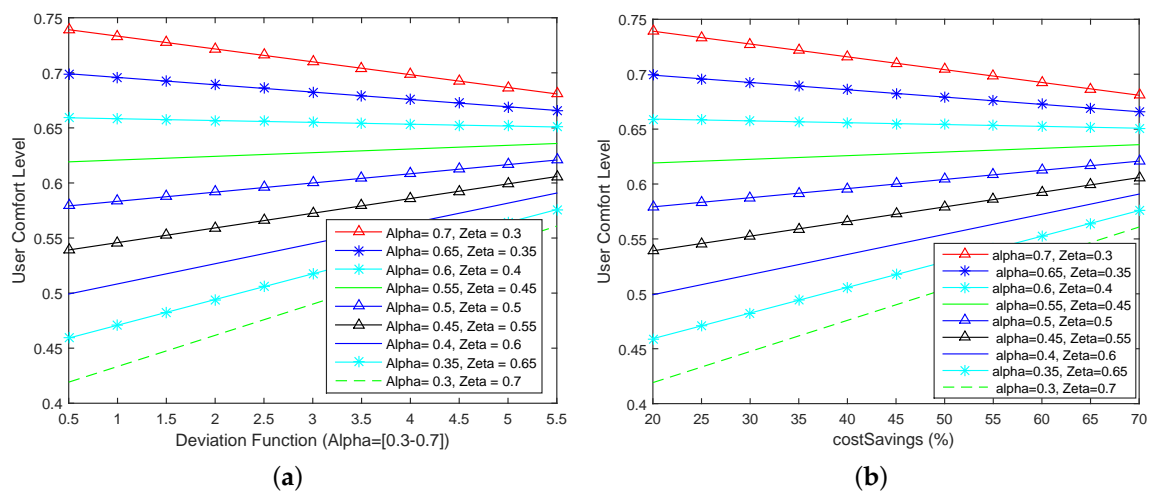 User Comfort Level
0.75
0.7
0.65
0.6
0.55
0.5
0.45
0.4
0.5 1 1.5 2 2.5 3 3.5 4 4.5 5 5.5
Deviation Function (Alpha=[0.3-0.7])
Alpha= 0.7, Zeta = 0.3
Alpha= 0.65, Zeta = 0.35
Alpha= 0.6, Zeta = 0.4
Alpha= 0.55, Zeta = 0.45
Alpha= 0.5, Zeta = 0.5
Alpha= 0.45, Zeta = 0.55
Alpha= 0.4, Zeta = 0.6
Alpha= 0.35, Zeta = 0.65
Alpha= 0.3, Zeta = 0.7
(a)
User Comfort Level
0.75
0.7
0.65
0.6
0.55
0.5
0.45
0.4
20 25 30 35 40 45 50 55 60 65 70
costSavings (%)
alpha=0.7, Zeta=0.3
alpha=0.65, Zeta=0.35
alpha=0.6, Zeta=0.4
alpha=0.55, Zeta=0.45
alpha=0.5, Zeta=0.5
alpha=0.45, Zeta=0.55
alpha=0.4, Zeta=0.6
alpha=0.35, Zeta=0.65
alpha=0.3, Zeta=0.7
(b)